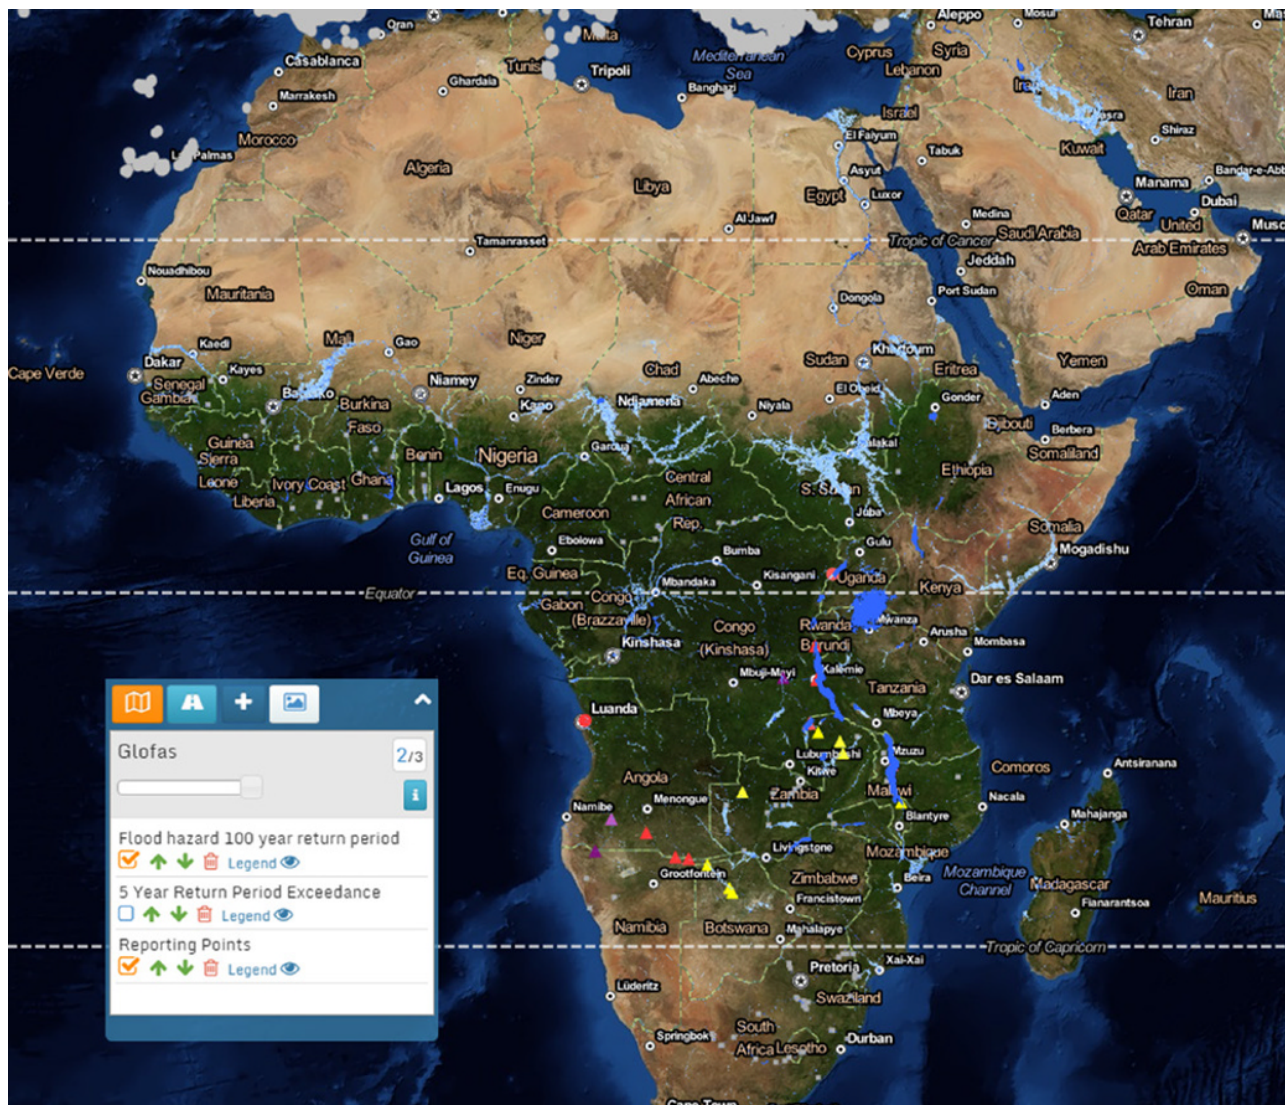 Oran
Malta
Aleppo
Mosul
Tehran
Casablanca
Tunis
Tripoli
Mediterranean
Sea
Cyprus
Syria
Lebanon
Ghardaia
Banghazi
Iran
Marrakesh
Israel
Morocco
El Faiyum
Shiraz
Kuwait
Las Palmas
Algeria
Libya
Asyut
Tabuk
Bandar-e-Abb
Egypt
Luxor
Manama
Qatar
Dubai
Al Jawf
Medina
United
Tamanrasset
Tropic of Cancer
Saudi Arabia
Musc
Arab Emirates
Nouadhibou
Jeddah
Mauritania
Dongola
Port Sudan
Oman
Mali
Niger
Kaedi
Gao
Sudan
Khartoum
Yemen
Cape Verde
Dakar
Kayes
Chad
Eritrea
Senegal
Niamey
Zinder
Abeche
El Obeid
Gambia
Bamako
Burkina
Ndjamena
Niyala
Gonder
Aden
Kano
Djibouti
Faso
Berbera
Guinea
Benin
Nigeria
Garoua
Malakal
Somaliland
Sierra
Leone
Ivory Coast
Ghana
Central
Ethiopia
Liberia
Lagos
Enugu
African
S. Sudan
Cameroon
Rep.
Juba
Somalia
Gulf of
Guinea
Ebolowa
Bumba
Gulu
Mogadishu
Eq. Guinea
Kisangani
Uganda
Equator
Mbandaka
Kenya
Gabon
Congo
(Brazzaville)
Congo
(Kinshasa)
Rwanda
Mwanza
Kinshasa
Burundi
Arusha
Mombasa
Mbuji-Mayi
Kalemie
Tanzania
Dar es Salaam
Luanda
Mbeya
Glofas
2/3
Lubumbashi
Mzuzu
Kitwe
Comoros
Antsiranana
Angola
Zambia
Malawi
Namibe
Menongue
Nacala
Mahajanga
Blantyre
Flood hazard 100 year return period
Legend
Livingstone
Mozambique
Grootfontein
Zimbabwe
Beira
Mozambique
Channel
Madagascar
5 Year Return Period Exceedance
Legend
Francistown
Fianarantsoa
Mauritius
Namibia
Botswana
Mahalapye
Reporting Points
Legend
Tropic of Capricorn
Xai-Xai
Pretoria
Lüderitz
Swaziland
South
Africa
Lesotho
Springbok
Durban
Cape Town